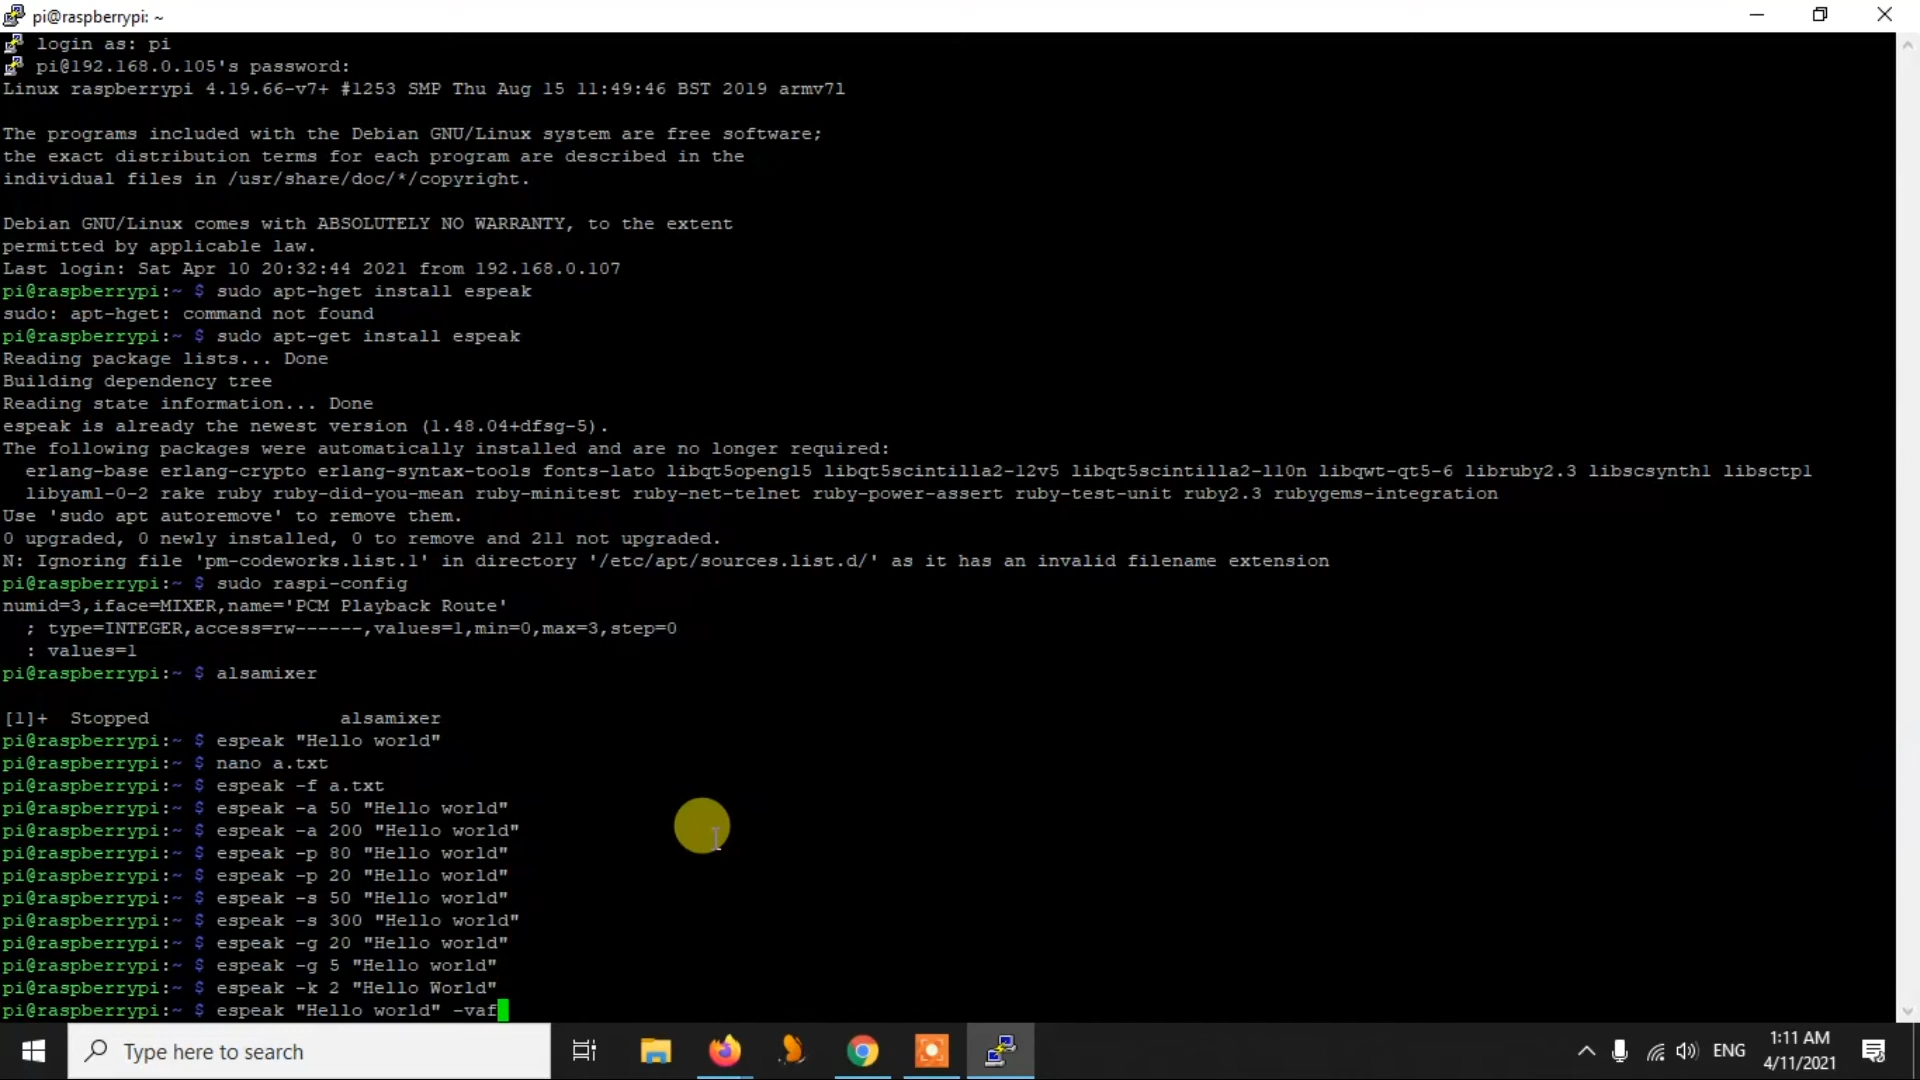 pi@raspberrypi: ~
login as: pi
pi@192.168.0.105's password:
Linux raspberrypi 4.19.66-v7+ #1253 SMP Thu Aug 15 11:49:46 BST 2019 armv7l
The programs included with the Debian GNU/Linux system are free software;
the exact distribution terms for each program are described in the
individual files in /usr/share/doc/*/copyright.
Debian GNU/Linux comes with ABSOLUTELY NO WARRANTY, to the extent
permitted by applicable law.
Last login: Sat Apr 10 20:32:44 2021 from 192.168.0.107
pi@raspberrypi:~ $ sudo apt-hget install espeak
sudo: apt-hget: command not found
pi@raspberrypi:~ $ sudo apt-get install espeak
Reading package lists... Done
Building dependency tree
Reading state information... Done
espeak is already the newest version (1.48.04+dfsg-5).
The following packages were automatically installed and are no longer required:
erlang-base erlang-crypto erlang-syntax-tools fonts-lato libqt5opengl5 libqt5scintilla2-12v5 libqt5scintilla2-l10n libqwt-qt5-6 libruby2.3 libscsynth1 libsctp1
libyaml-0-2 rake ruby ruby-did-you-mean ruby-minitest ruby-net-telnet ruby-power-assert ruby-test-unit ruby2.3 rubygems-integration
Use 'sudo apt autoremove' to remove them.
0 upgraded, 0 newly installed, 0 to remove and 211 not upgraded.
N: Ignoring file 'pm-codeworks.list.1' in directory '/etc/apt/sources.list.d/' as it has an invalid filename extension
pi@raspberrypi:~ $ sudo raspi-config
numid=3,iface=MIXER,name='PCM Playback Route'
; type=INTEGER,access=rw------,values=1,min=0,max=3,step=0
: values=1
pi@raspberrypi:~ $ alsamixer
[1]+ Stopped alsamixer
pi@raspberrypi:~ $ espeak "Hello world"
pi@raspberrypi:~ $ nano a.txt
pi@raspberrypi:~ $ espeak -f a.txt
pi@raspberrypi:~ $ espeak -a 50 "Hello world"
pi@raspberrypi:~ $ espeak -a 200 "Hello world"
pi@raspberrypi:~ $ espeak -p 80 "Hello world"
pi@raspberrypi:~ $ espeak -p 20 "Hello world"
pi@raspberrypi:~ $ espeak -s 50 "Hello world"
pi@raspberrypi:~ $ espeak -s 300 "Hello world"
pi@raspberrypi:~ $ espeak -g 20 "Hello world"
pi@raspberrypi:~ $ espeak -g 5 "Hello world"
pi@raspberrypi:~ $ espeak -k 2 "Hello World"
pi@raspberrypi:~ $ espeak "Hello world" -vaf
Type here to search
ENG
1:11 AM
4/11/2021